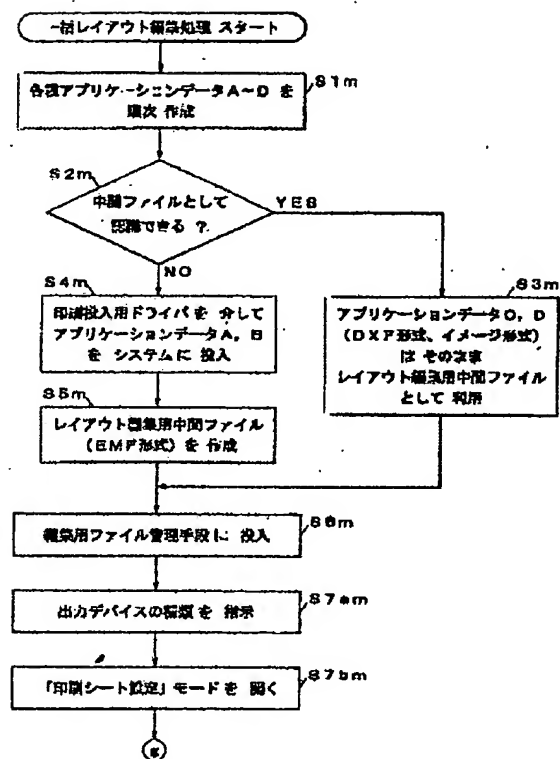 一括レイアウト編集処理 スタート
S1m
各種アプリケーションデータA~D を
順次 作成
S2m
中間ファイルとして
認識できる ?
YES
NO
S4m
印刷投入用ドライバを 介して
アプリケーションデータA, B
を システムに 投入
S3m
アプリケーションデータC, D
(DXF形式、イメージ形式)
は そのまま
レイアウト編集用中間ファイル
として 利用
S5m
レイアウト編集用中間ファイル
(EMF形式) を 作成
S6m
編集用ファイル管理手段に 投入
S7am
出力デバイスの種類 を 指示
S7bm
「印刷シート設定」モードを 開く